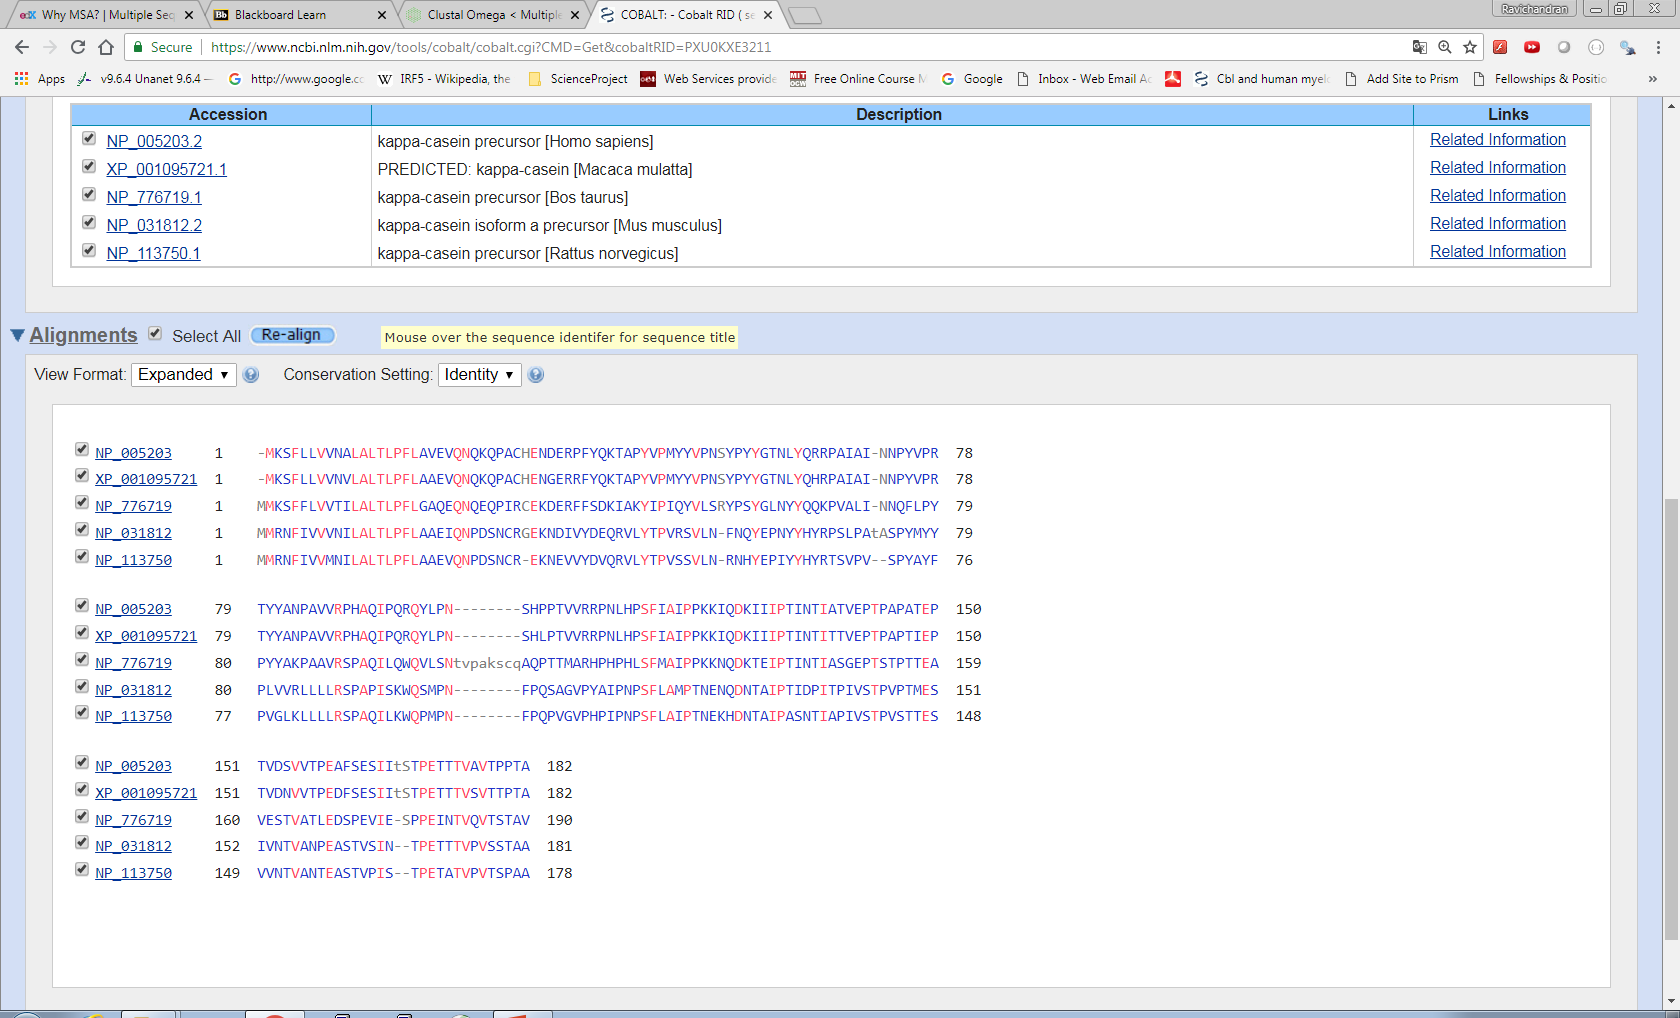 Why MSA? | Multiple Seq
Blackboard Learn
Clustal Omega < Multiple
COBALT: - Cobalt RID ( se
Ravichandran
Secure
https://www.ncbi.nlm.nih.gov/tools/cobalt/cobalt.cgi?CMD=Get&cobaltRID=PXU0KXE3211
Apps
v9.6.4 Unanet 9.6.4 —
http://www.google.co
IRF5 - Wikipedia, the
ScienceProject
Web Services provide
Free Online Course M
Google
Inbox - Web Email Ac
Cbl and human myel
Add Site to Prism
Fellowships & Positio
»
Accession Description Links
NP_005203.2 kappa-casein precursor [Homo sapiens] Related Information
XP_001095721.1 PREDICTED: kappa-casein [Macaca mulatta] Related Information
NP_776719.1 kappa-casein precursor [Bos taurus] Related Information
NP_031812.2 kappa-casein isoform a precursor [Mus musculus] Related Information
NP_113750.1 kappa-casein precursor [Rattus norvegicus] Related Information
Alignments Select All Re-align Mouse over the sequence identifer for sequence title
View Format: Expanded Conservation Setting: Identity
NP_005203 1 -MKSFLLVVNALALTLPFLAVEVQNQKQPACHENDERPFYQKTAPYVPMYYVPNSYPYYGTNLYQRRPAIAI-NNPYVPR 78
XP_001095721 1 -MKSFLLVVNVLALTLPFLAAEVQNQKQPACHENGERRFYQKTAPYVPMYYVPNSYPYYGTNLYQHRPAIAI-NNPYVPR 78
NP_776719 1 MMKSFFLVVTILALTLPFLGAQEQNQEQPIRCEKDERFFSDKIAKYIPIQYVLSRYPSYGLNYYQQKPVALI-NNQFLPY 79
NP_031812 1 MMRNFIVVVNILALTLPFLAAEIQNPDSNCRGEKNDIVYDEQRVLYTPVRSVLN-FNQYEPNYYHYRPSLPAtASPYMYY 79
NP_113750 1 MMRNFIVVMNILALTLPFLAAEVQNPDSNCR-EKNEVVYDVQRVLYTPVSSVLN-RNHYEPIYYHYRTSVPV--SPYAYF 76
NP_005203 79 TYYANPAVVRPHAQIPQRQYLPN--------SHPPTVVRRPNLHPSFIAIPPKKIQDKIIIPTINTIATVEPTPAPATEP 150
XP_001095721 79 TYYANPAVVRPHAQIPQRQYLPN--------SHLPTVVRRPNLHPSFIAIPPKKIQDKIIIPTINTITTVEPTPAPTIEP 150
NP_776719 80 PYYAKPAAVRSPAQILQWQVLSNtvpakscqAQPTTMARHPHPHLSFMAIPPKKNQDKTEIPTINTIASGEPTSTPTTEA 159
NP_031812 80 PLVVRLLLLRSPAPISKWQSMPN--------FPQSAGVPYAIPNPSFLAMPTNENQDNTAIPTIDPITPIVSTPVPTMES 151
NP_113750 77 PVGLKLLLLRSPAQILKWQPMPN--------FPQPVGVPHPIPNPSFLAIPTNEKHDNTAIPASNTIAPIVSTPVSTTES 148
NP_005203 151 TVDSVVTPEAFSESIItSTPETTTVAVTPPTA 182
XP_001095721 151 TVDNVVTPEDFSESIItSTPETTTVSVTTPTA 182
NP_776719 160 VESTVATLEDSPEVIE-SPPEINTVQVTSTAV 190
NP_031812 152 IVNTVANPEASTVSIN--TPETTTVPVSSTAA 181
NP_113750 149 VVNTVANTEASTVPIS--TPETATVPVTSPAA 178